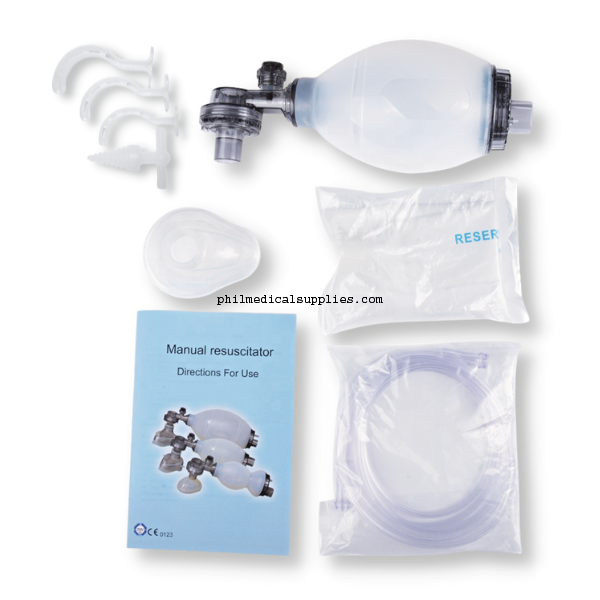 RESER
philmedicalsupplies.com
Manual resuscitator
Directions For Use
CE 0123